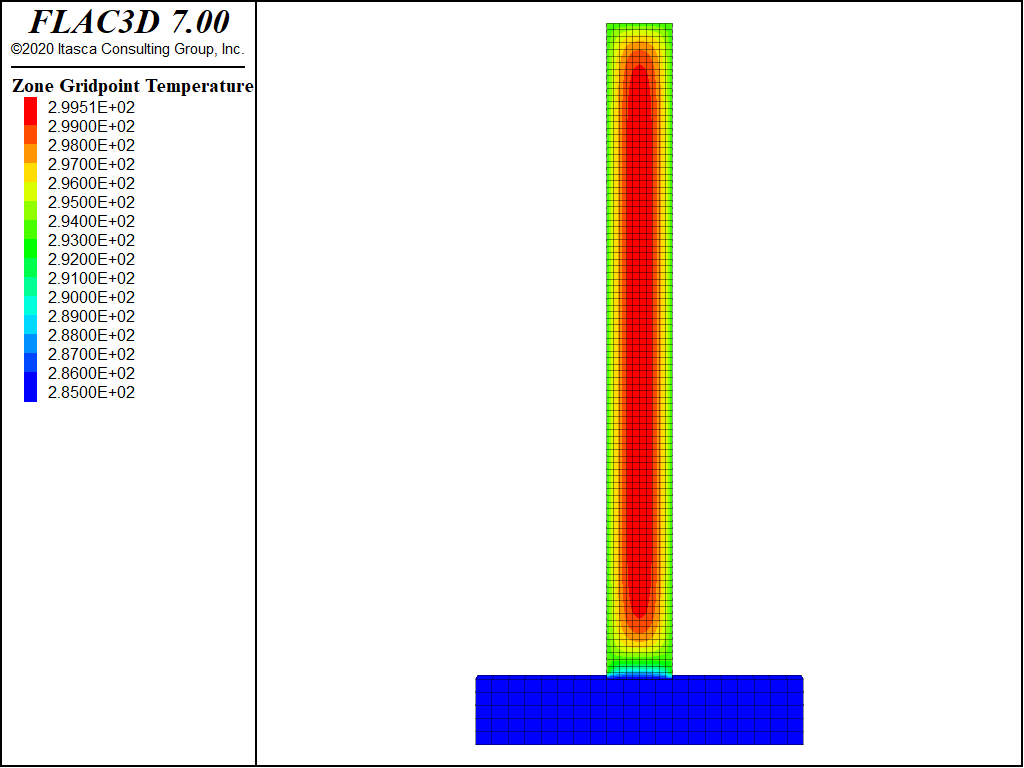 FLAC3D 7.00
©2020 Itasca Consulting Group, Inc.
Zone Gridpoint Temperature
2.9951E+02
2.9900E+02
2.9800E+02
2.9700E+02
2.9600E+02
2.9500E+02
2.9400E+02
2.9300E+02
2.9200E+02
2.9100E+02
2.9000E+02
2.8900E+02
2.8800E+02
2.8700E+02
2.8600E+02
2.8500E+02